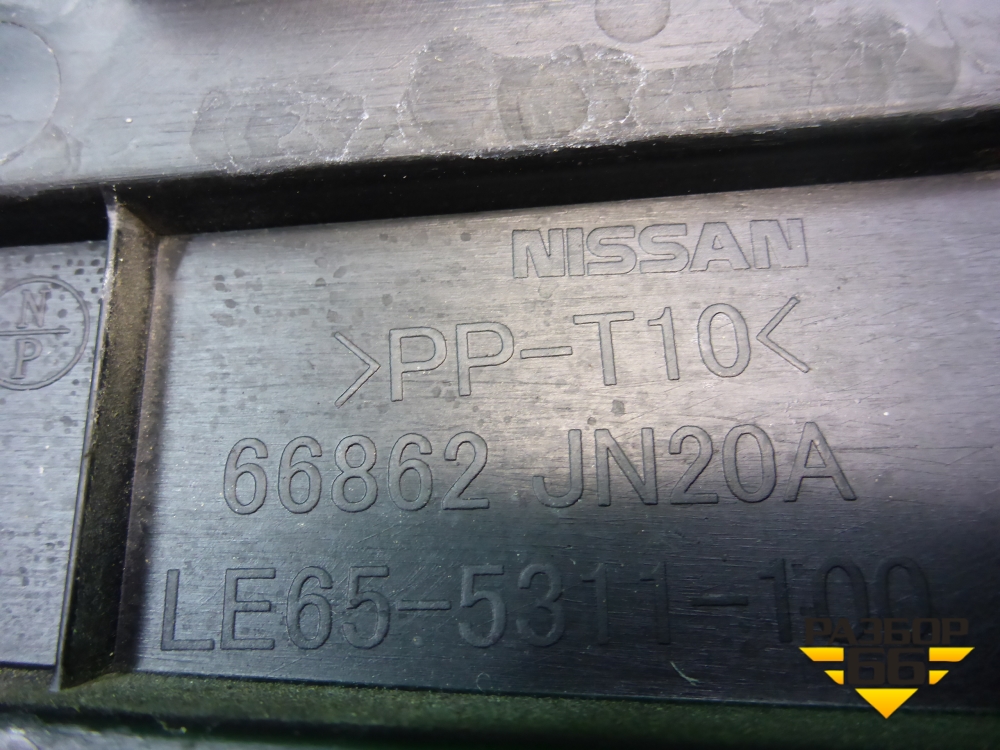 NISSAN
N
P
>PP-T10<
66862 JN20A
LE65-5311-100
РАЗБОР
66